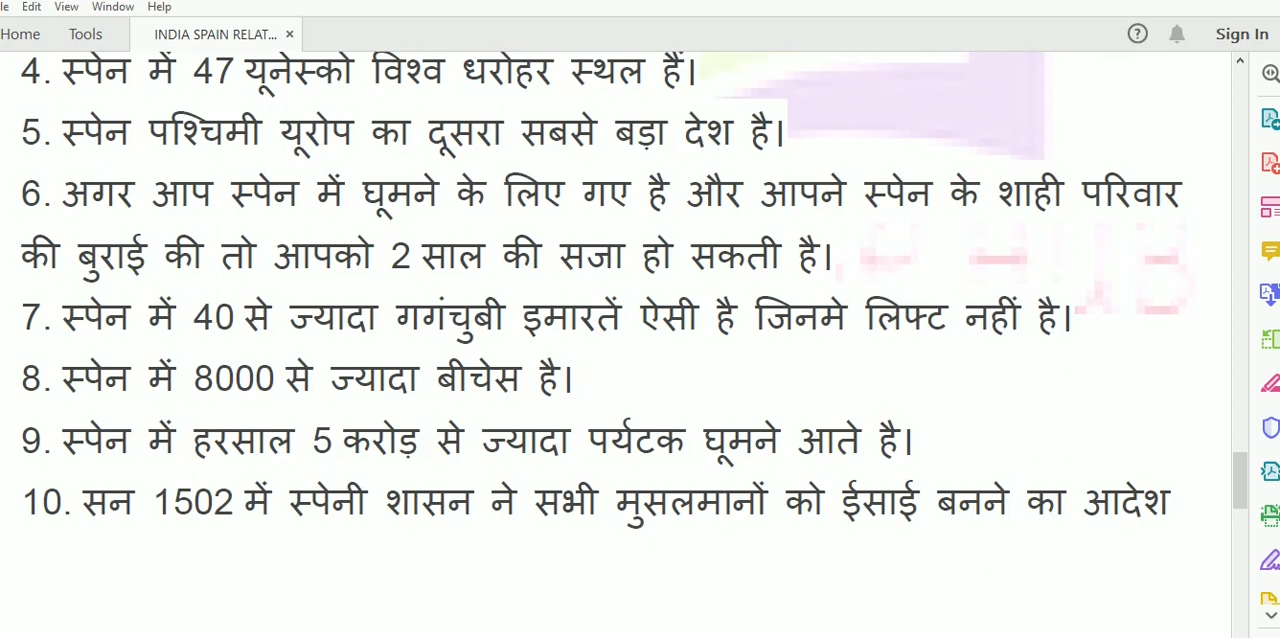 le Edit View Window Help
Home Tools INDIA SPAIN RELAT... × Sign In
4. स्पेन में 47 यूनेस्को विश्व धरोहर स्थल हैं।
5. स्पेन पश्चिमी यूरोप का दूसरा सबसे बड़ा देश है।
6. अगर आप स्पेन में घूमने के लिए गए है और आपने स्पेन के शाही परिवार
की बुराई की तो आपको 2 साल की सजा हो सकती है।
7. स्पेन में 40 से ज्यादा गगंचुबी इमारतें ऐसी है जिनमे लिफ्ट नहीं है।
8. स्पेन में 8000 से ज्यादा बीचेस है।
9. स्पेन में हरसाल 5 करोड़ से ज्यादा पर्यटक घूमने आते है।
10. सन 1502 में स्पेनी शासन ने सभी मुसलमानों को ईसाई बनने का आदेश